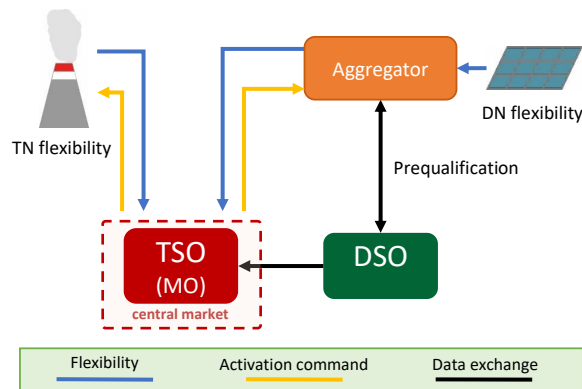 Aggregator
TN flexibility
DN flexibility
Prequalification
TSO
(MO)
DSO
central market
Flexibility
Activation command
Data exchange